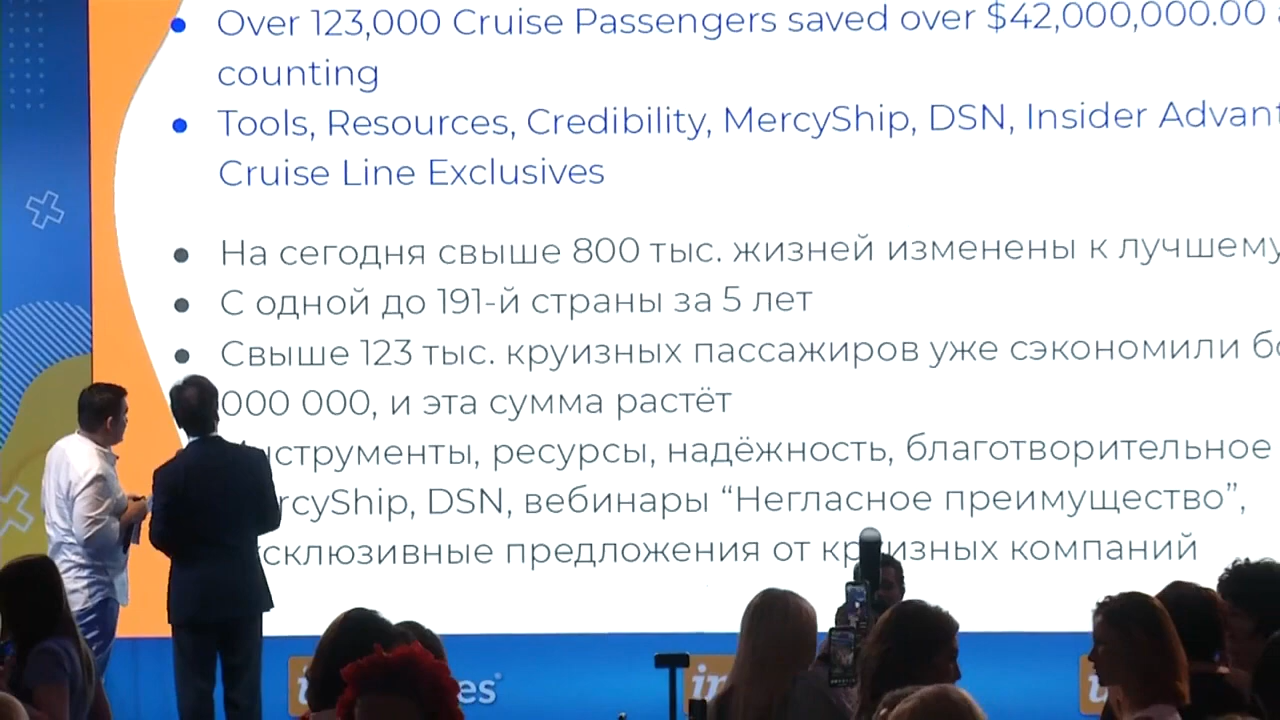 Over 123,000 Cruise Passengers saved over $42,000,000.00
counting
Tools, Resources, Credibility, MercyShip, DSN, Insider
Cruise Line Exclusives
На сегодня свыше 800 тыс. жизней изменены к лучшему
С одной до 191-й страны за 5 лет
Свыше 123 тыс. круизных пассажиров уже сэкономили
000 000, и эта сумма растёт
ресурсы, надёжность, благотворительное
DSN, вебинары “Негласное преимущество”,
предложения от круизных компаний